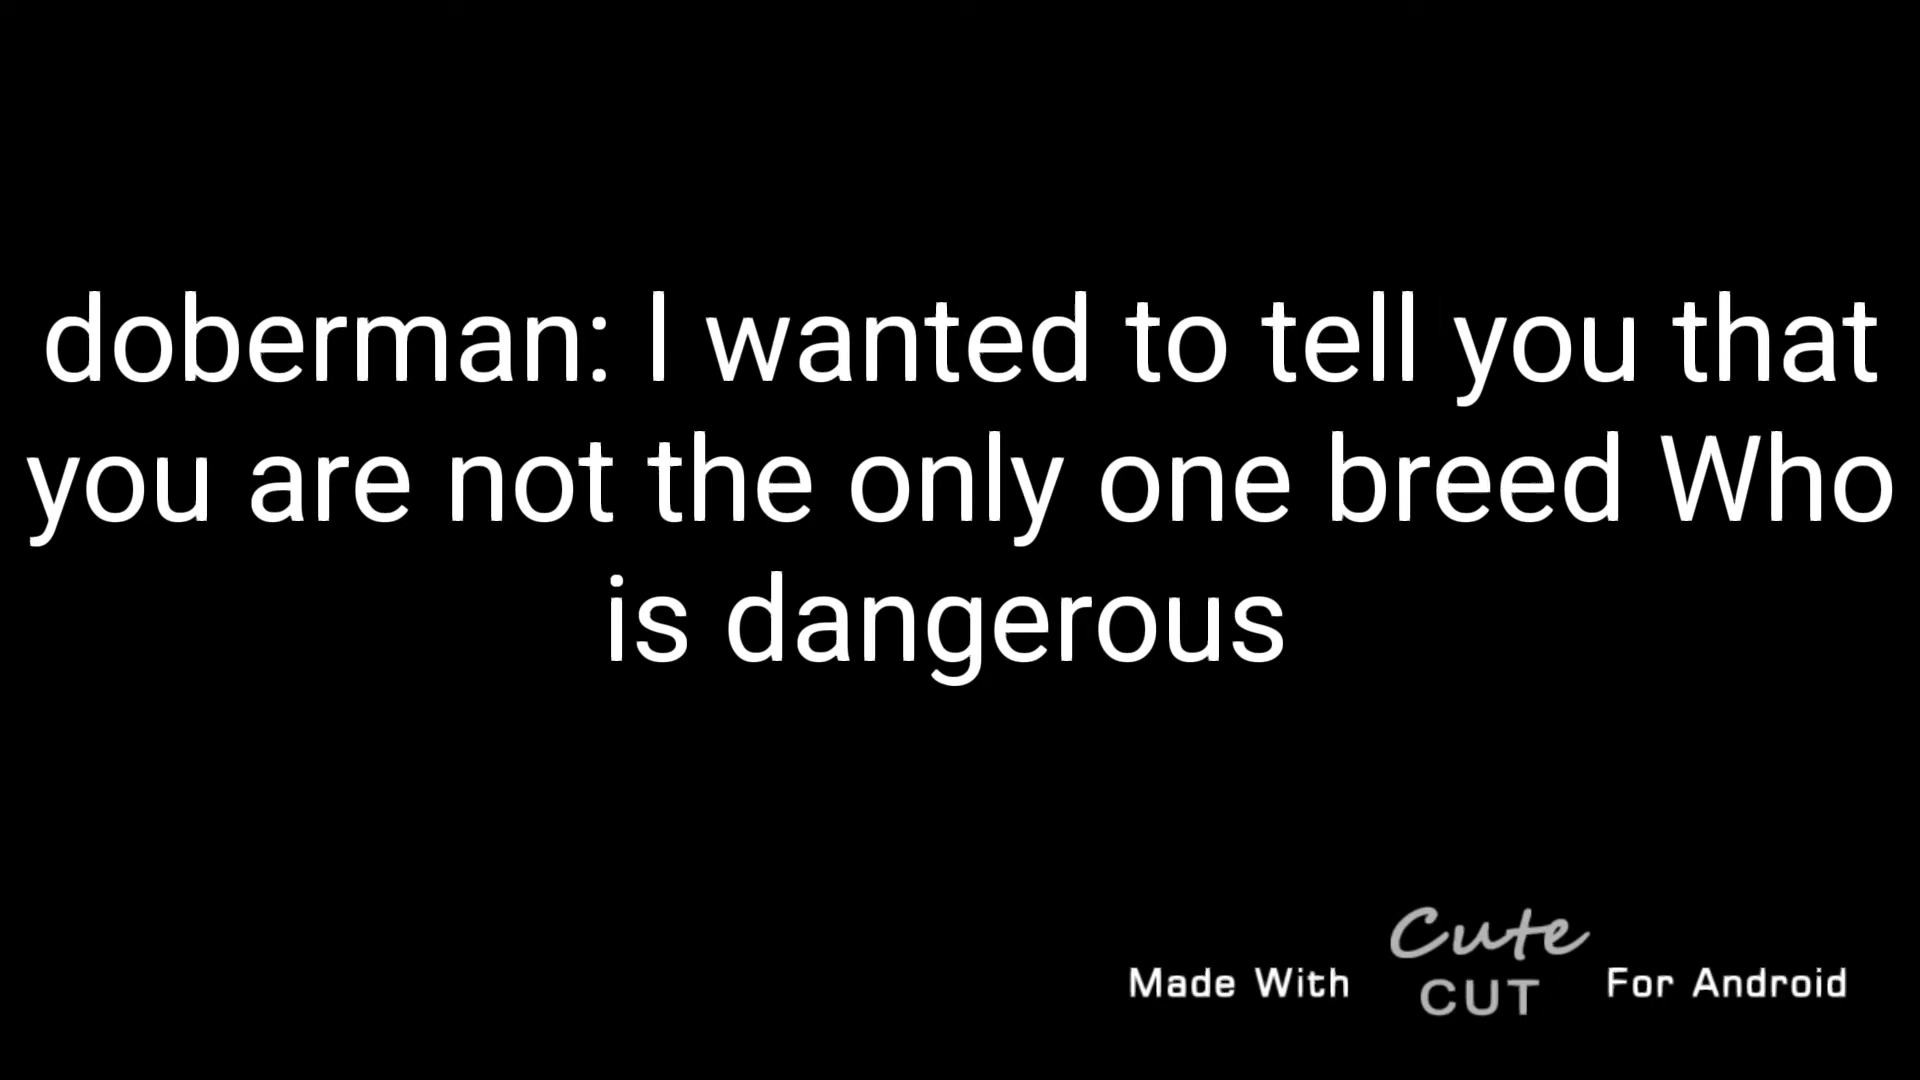 doberman: I wanted to tell you that
you are not the only one breed Who
is dangerous
Made With Cute CUT For Android